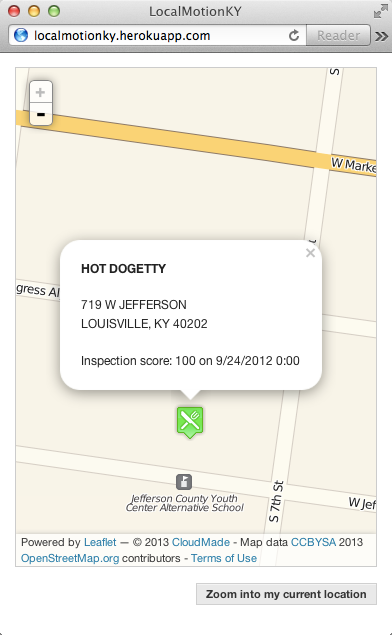 LocalMotionKY
localmotionky.herokuapp.com
Reader
+
-
S
W Marke
HOT DOGETTY
719 W JEFFERSON
LOUISVILLE, KY 40202
Inspection score: 100 on 9/24/2012 0:00
gress Al
Jefferson County Youth
Center Alternative School
S 7th St
W Jef
Powered by Leaflet — © 2013 CloudMade - Map data CCBYSA 2013
OpenStreetMap.org contributors - Terms of Use
Zoom into my current location